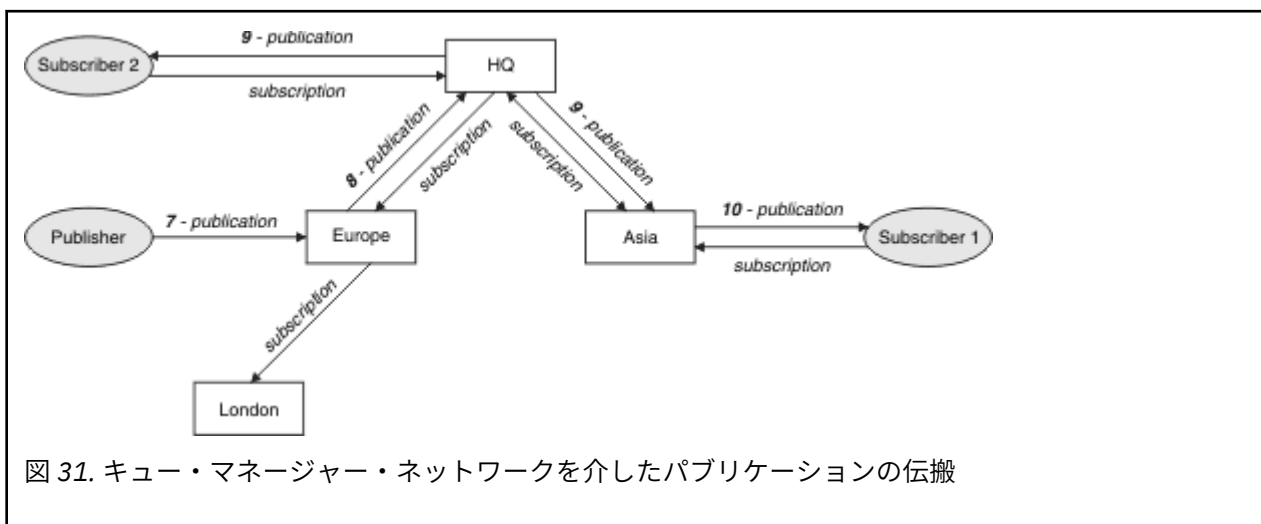 9 - publication
Subscriber 2
HQ
subscription
8 - publication
subscription
subscription
9 - publication
Publisher
7 - publication
Europe
Asia
10 - publication
Subscriber 1
subscription
subscription
London
図 31. キュー・マネージャー・ネットワークを介したパブリケーションの伝搬